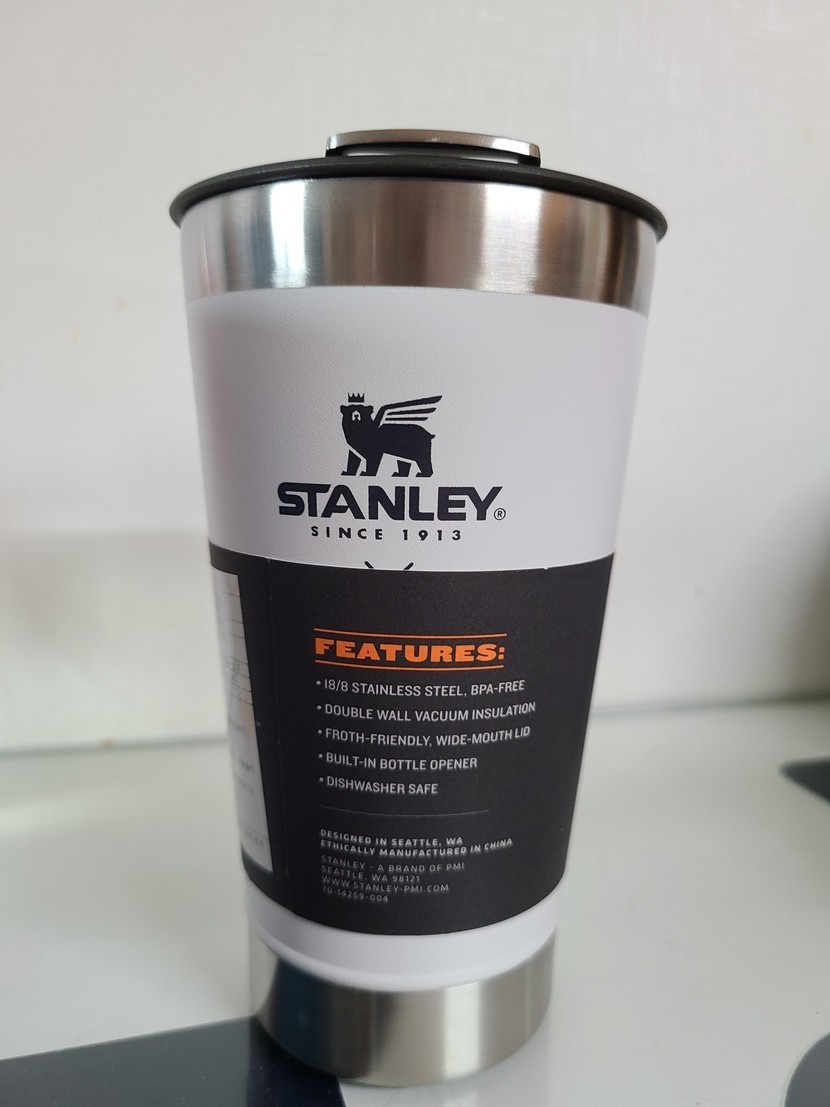 STANLEY®
SINCE 1913
FEATURES:
• 18/8 STAINLESS STEEL, BPA-FREE
• DOUBLE WALL VACUUM INSULATION
• FROTH-FRIENDLY, WIDE-MOUTH LID
• BUILT-IN BOTTLE OPENER
• DISHWASHER SAFE
DESIGNED IN SEATTLE, WA
ETHICALLY MANUFACTURED IN CHINA
STANLEY - A BRAND OF PMI
SEATTLE, WA 98121
WWW.STANLEY-PMI.COM
70-14259-004